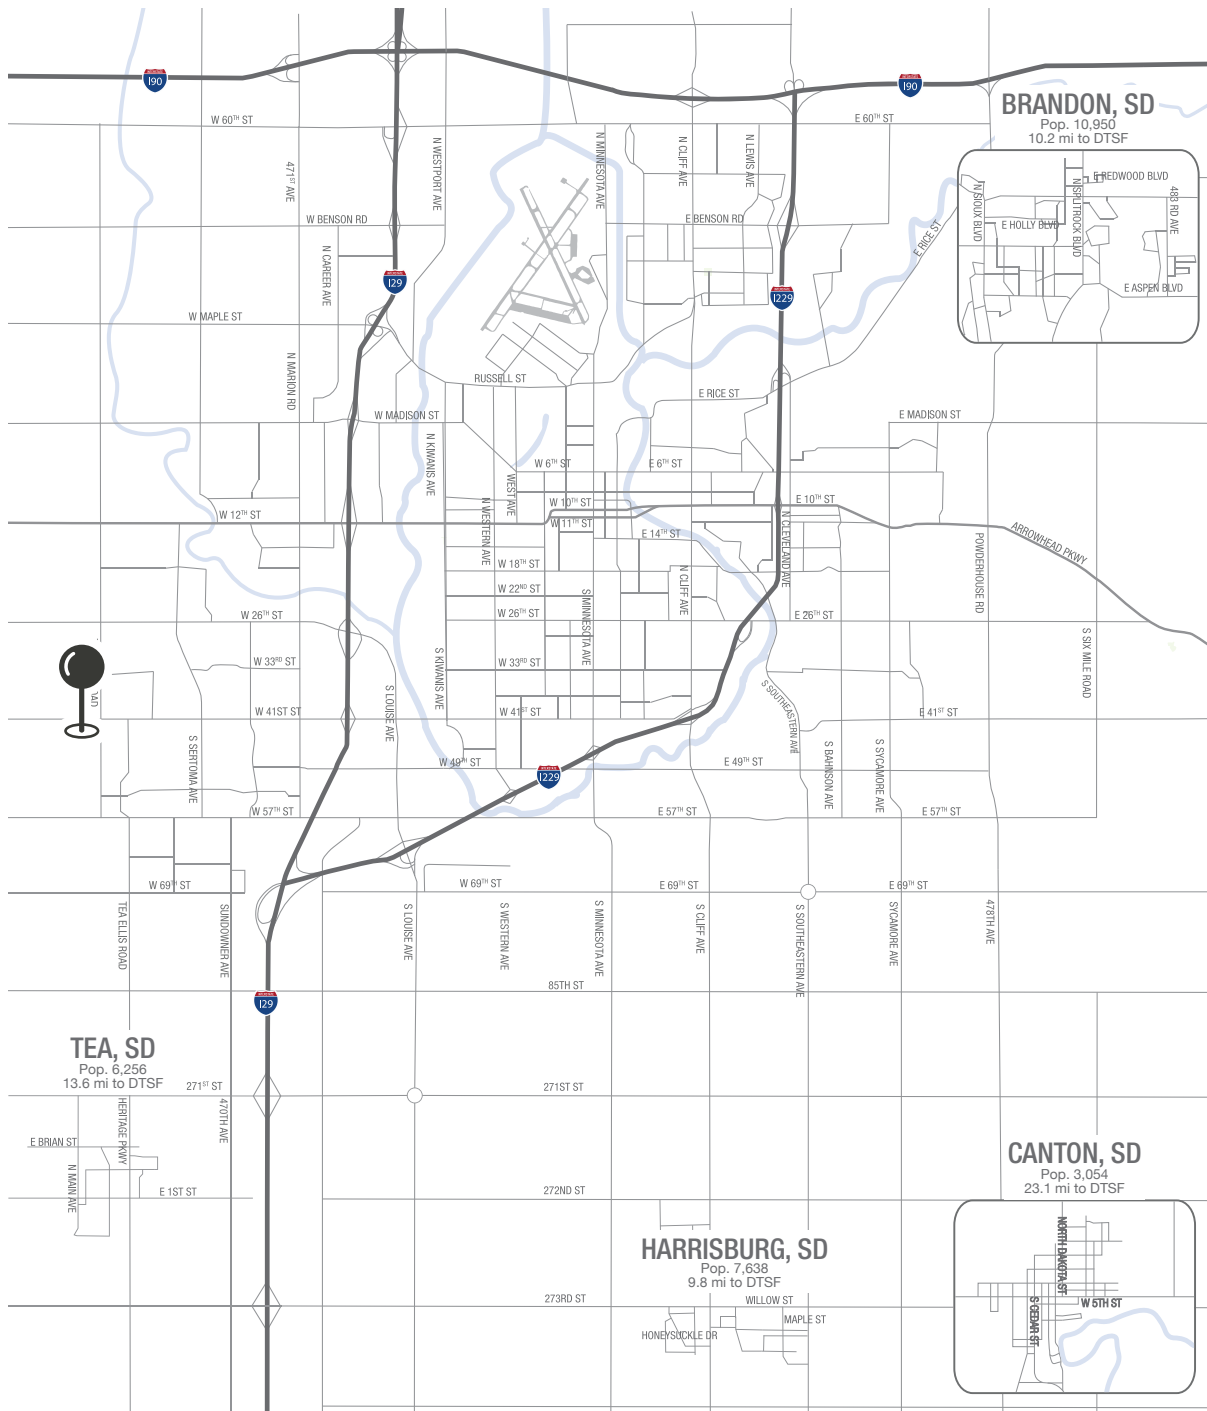 I90
I90
BRANDON, SD
Pop. 10,950
10.2 mi to DTSF
W 60TH ST
E 60TH ST
N WESTPORT AVE
N MINNESOTA AVE
N CLIFF AVE
N LEWIS AVE
471ST AVE
E REDWOOD BLVD
N SIOUX BLVD
N SPLITROCK BLVD
483 RD AVE
E HOLLY BLVD
E ASPEN BLVD
W BENSON RD
E BENSON RD
E RICE ST
N CAREER AVE
I29
I229
W MAPLE ST
N MARION RD
RUSSELL ST
E RICE ST
W MADISON ST
E MADISON ST
N KIWANIS AVE
W 6TH ST
E 6TH ST
WEST AVE
N WESTERN AVE
W 10TH ST
E 10TH ST
W 12TH ST
W 11TH ST
N CLEVELAND AVE
E 14TH ST
ARROWHEAD PKWY
POWDERHOUSE RD
W 18TH ST
N CLIFF AVE
W 22ND ST
S MINNESOTA AVE
W 26TH ST
W 26TH ST
E 26TH ST
S SIX MILE ROAD
W 33RD ST
S KIWANIS AVE
W 33RD ST
S LOUISE AVE
S SOUTHEASTERN AVE
W 41ST ST
W 41ST ST
E 41ST ST
S SERTOMA AVE
S BAHNSON AVE
S SYCAMORE AVE
W 49TH ST
E 49TH ST
I229
W 57TH ST
E 57TH ST
E 57TH ST
W 69TH ST
W 69TH ST
E 69TH ST
E 69TH ST
TEA ELLIS ROAD
SUNDOWNER AVE
S LOUISE AVE
S WESTERN AVE
S MINNESOTA AVE
S CLIFF AVE
S SOUTHEASTERN AVE
SYCAMORE AVE
478TH AVE
85TH ST
I29
TEA, SD
Pop. 6,256
13.6 mi to DTSF
271ST ST
271ST ST
HERITAGE PKWY
470TH AVE
E BRIAN ST
N MAIN AVE
E 1ST ST
272ND ST
CANTON, SD
Pop. 3,054
23.1 mi to DTSF
NORTH DAKOTA ST
S CEDAR ST
W 5TH ST
HARRISBURG, SD
Pop. 7,638
9.8 mi to DTSF
273RD ST
WILLOW ST
MAPLE ST
HONEYSUCKLE DR